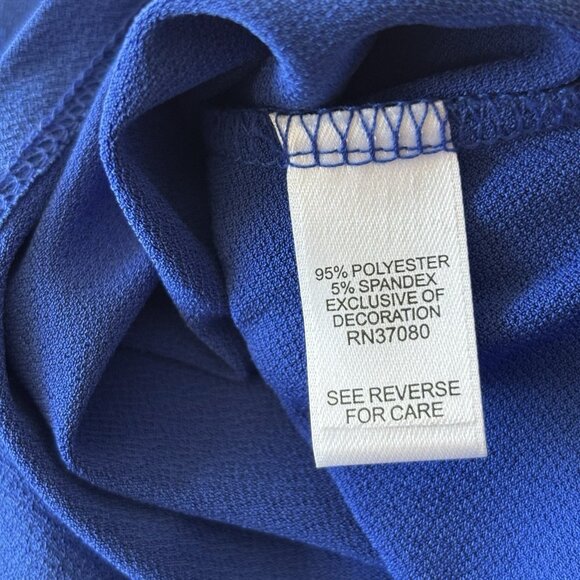 95% POLYESTER
5% SPANDEX
EXCLUSIVE OF
DECORATION
RN37080
SEE REVERSE
FOR CARE